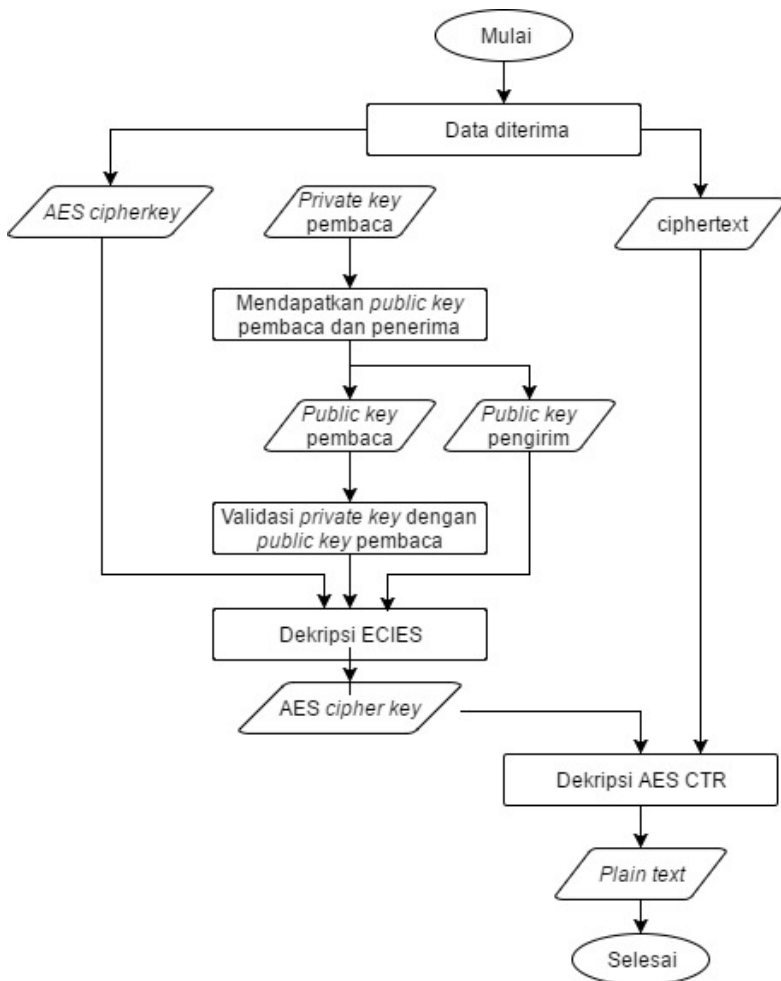 Mulai
Data diterima
AES cipherkey
Private key
pembaca
ciphertext
Mendapatkan public key
pembaca dan penerima
Public key
pembaca
Public key
pengirim
Validasi private key dengan
public key pembaca
Dekripsi ECIES
AES cipher key
Dekripsi AES CTR
Plain text
Selesai